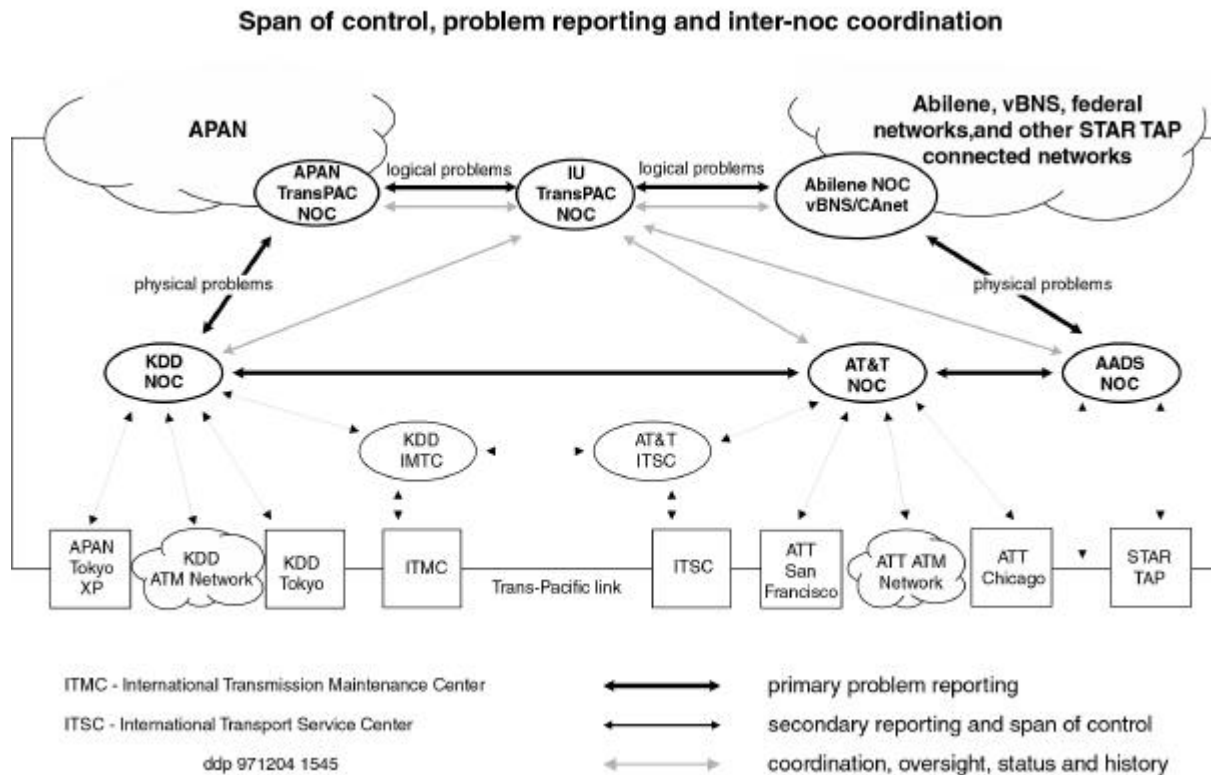 Span of control, problem reporting and inter-noc coordination
APAN
Abilene, vBNS, federal
networks,and other STAR TAP
connected networks
APAN
TransPAC
NOC
logical problems
IU
TransPAC
NOC
logical problems
Abilene NOC
vBNS/CAnet
physical problems
physical problems
KDD
NOC
AT&T
NOC
AADS
NOC
KDD
IMTC
AT&T
ITSC
APAN
Tokyo
XP
KDD
ATM Network
KDD
Tokyo
ITMC
Trans-Pacific link
ITSC
ATT
San
Francisco
ATT ATM
Network
ATT
Chicago
STAR
TAP
ITMC - International Transmission Maintenance Center
primary problem reporting
ITSC - International Transport Service Center
secondary reporting and span of control
ddp 971204 1545
coordination, oversight, status and history